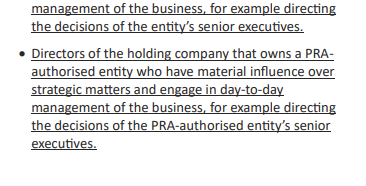 management of the business, for example directing
the decisions of the entity’s senior executives.
• Directors of the holding company that owns a PRA-
authorised entity who have material influence over
strategic matters and engage in day-to-day
management of the business, for example directing
the decisions of the PRA-authorised entity’s senior
executives.